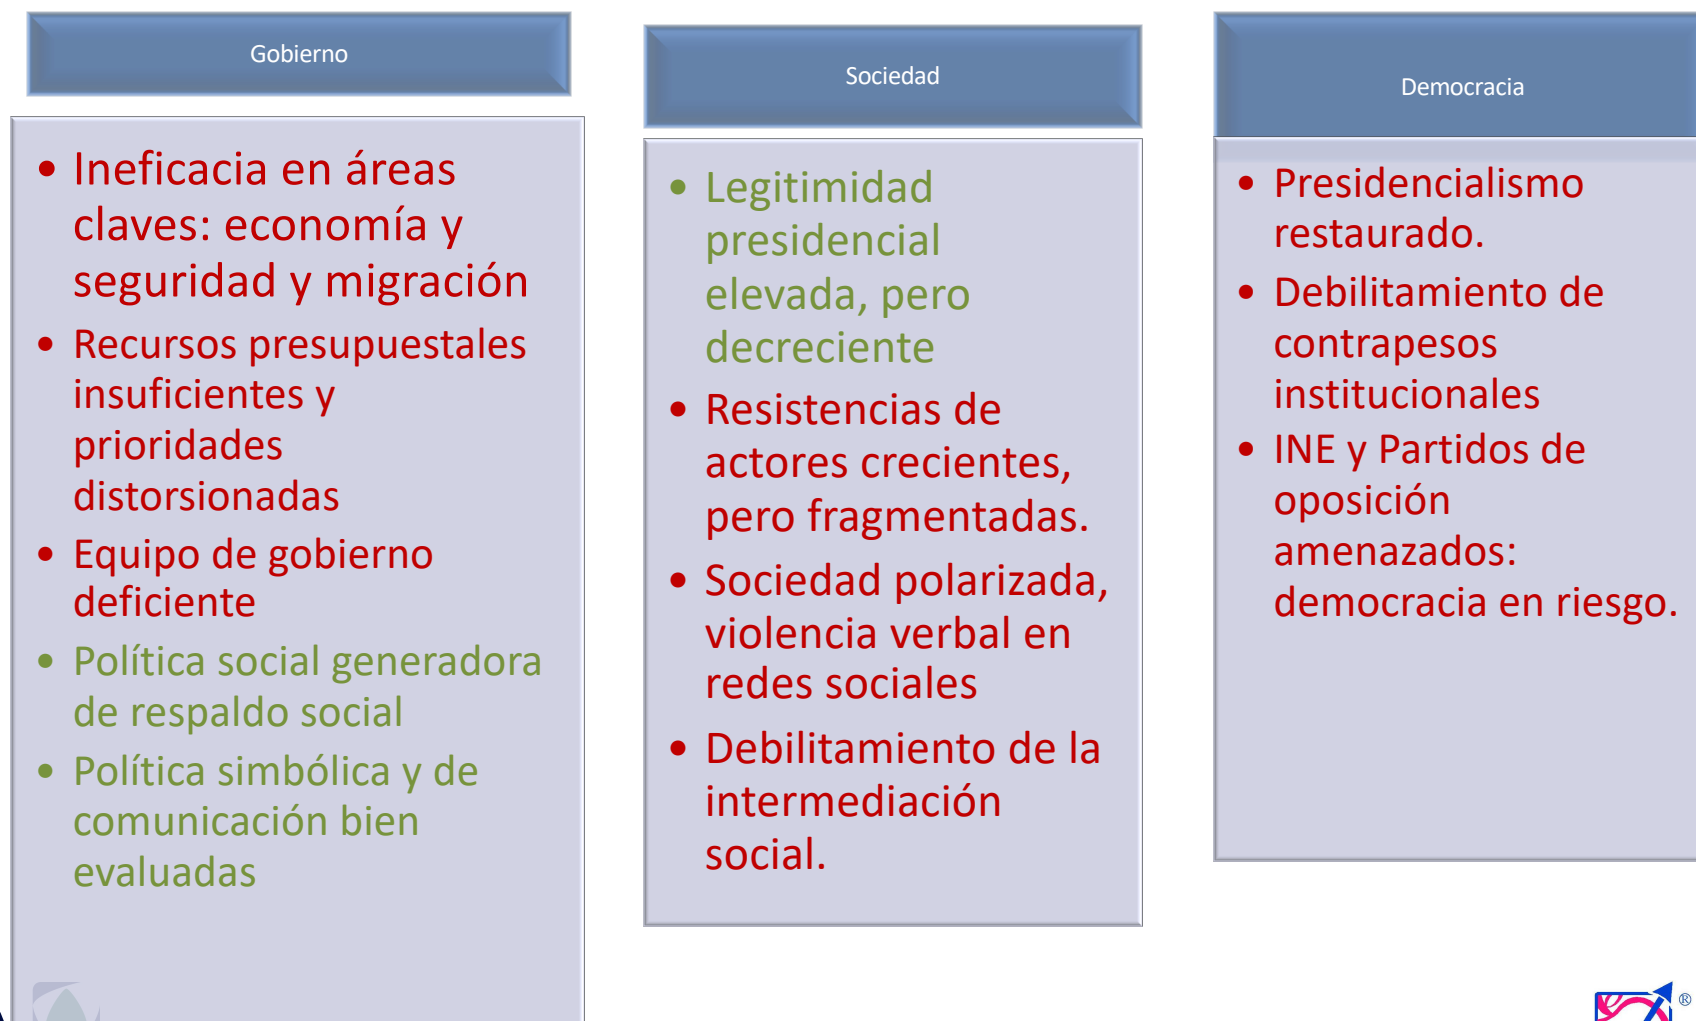 Gobierno
• Ineficacia en áreas
claves: economía y
seguridad y migración
• Recursos presupuestales
insuficientes y
prioridades
distorsionadas
• Equipo de gobierno
deficiente
• Política social generadora
de respaldo social
• Política simbólica y de
comunicación bien
evaluadas
Sociedad
• Legitimidad
presidencial
elevada, pero
decreciente
• Resistencias de
actores crecientes,
pero fragmentadas.
• Sociedad polarizada,
violencia verbal en
redes sociales
• Debilitamiento de la
intermediación
social.
Democracia
• Presidencialismo
restaurado.
• Debilitamiento de
contrapesos
institucionales
• INE y Partidos de
oposición
amenazados:
democracia en riesgo.
®